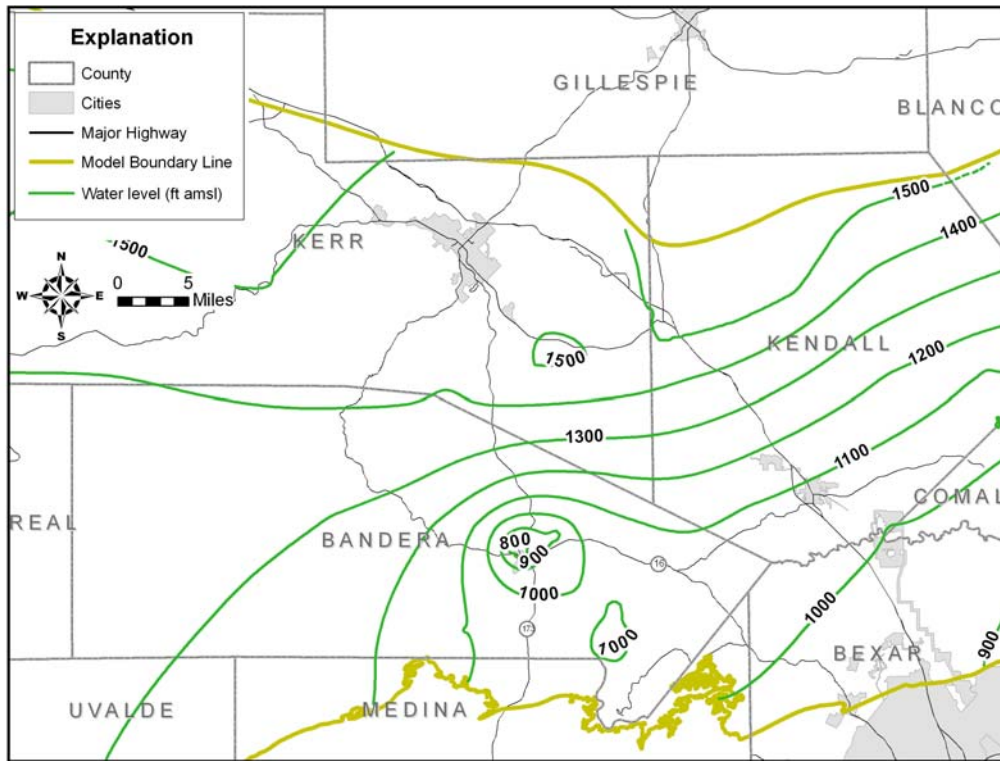 Explanation
County
Cities
Major Highway
Model Boundary Line
Water level (ft amsl)
GILLESPIE
BLANCO
1500
1400
KERR
1500
N
W E
S
0 5
Miles
1500
KENDALL
1200
1300
1100
REAL
BANDERA
COMAL
800
900
16
1000
1000
173
1000
BEXAR
900
UVALDE
MEDINA